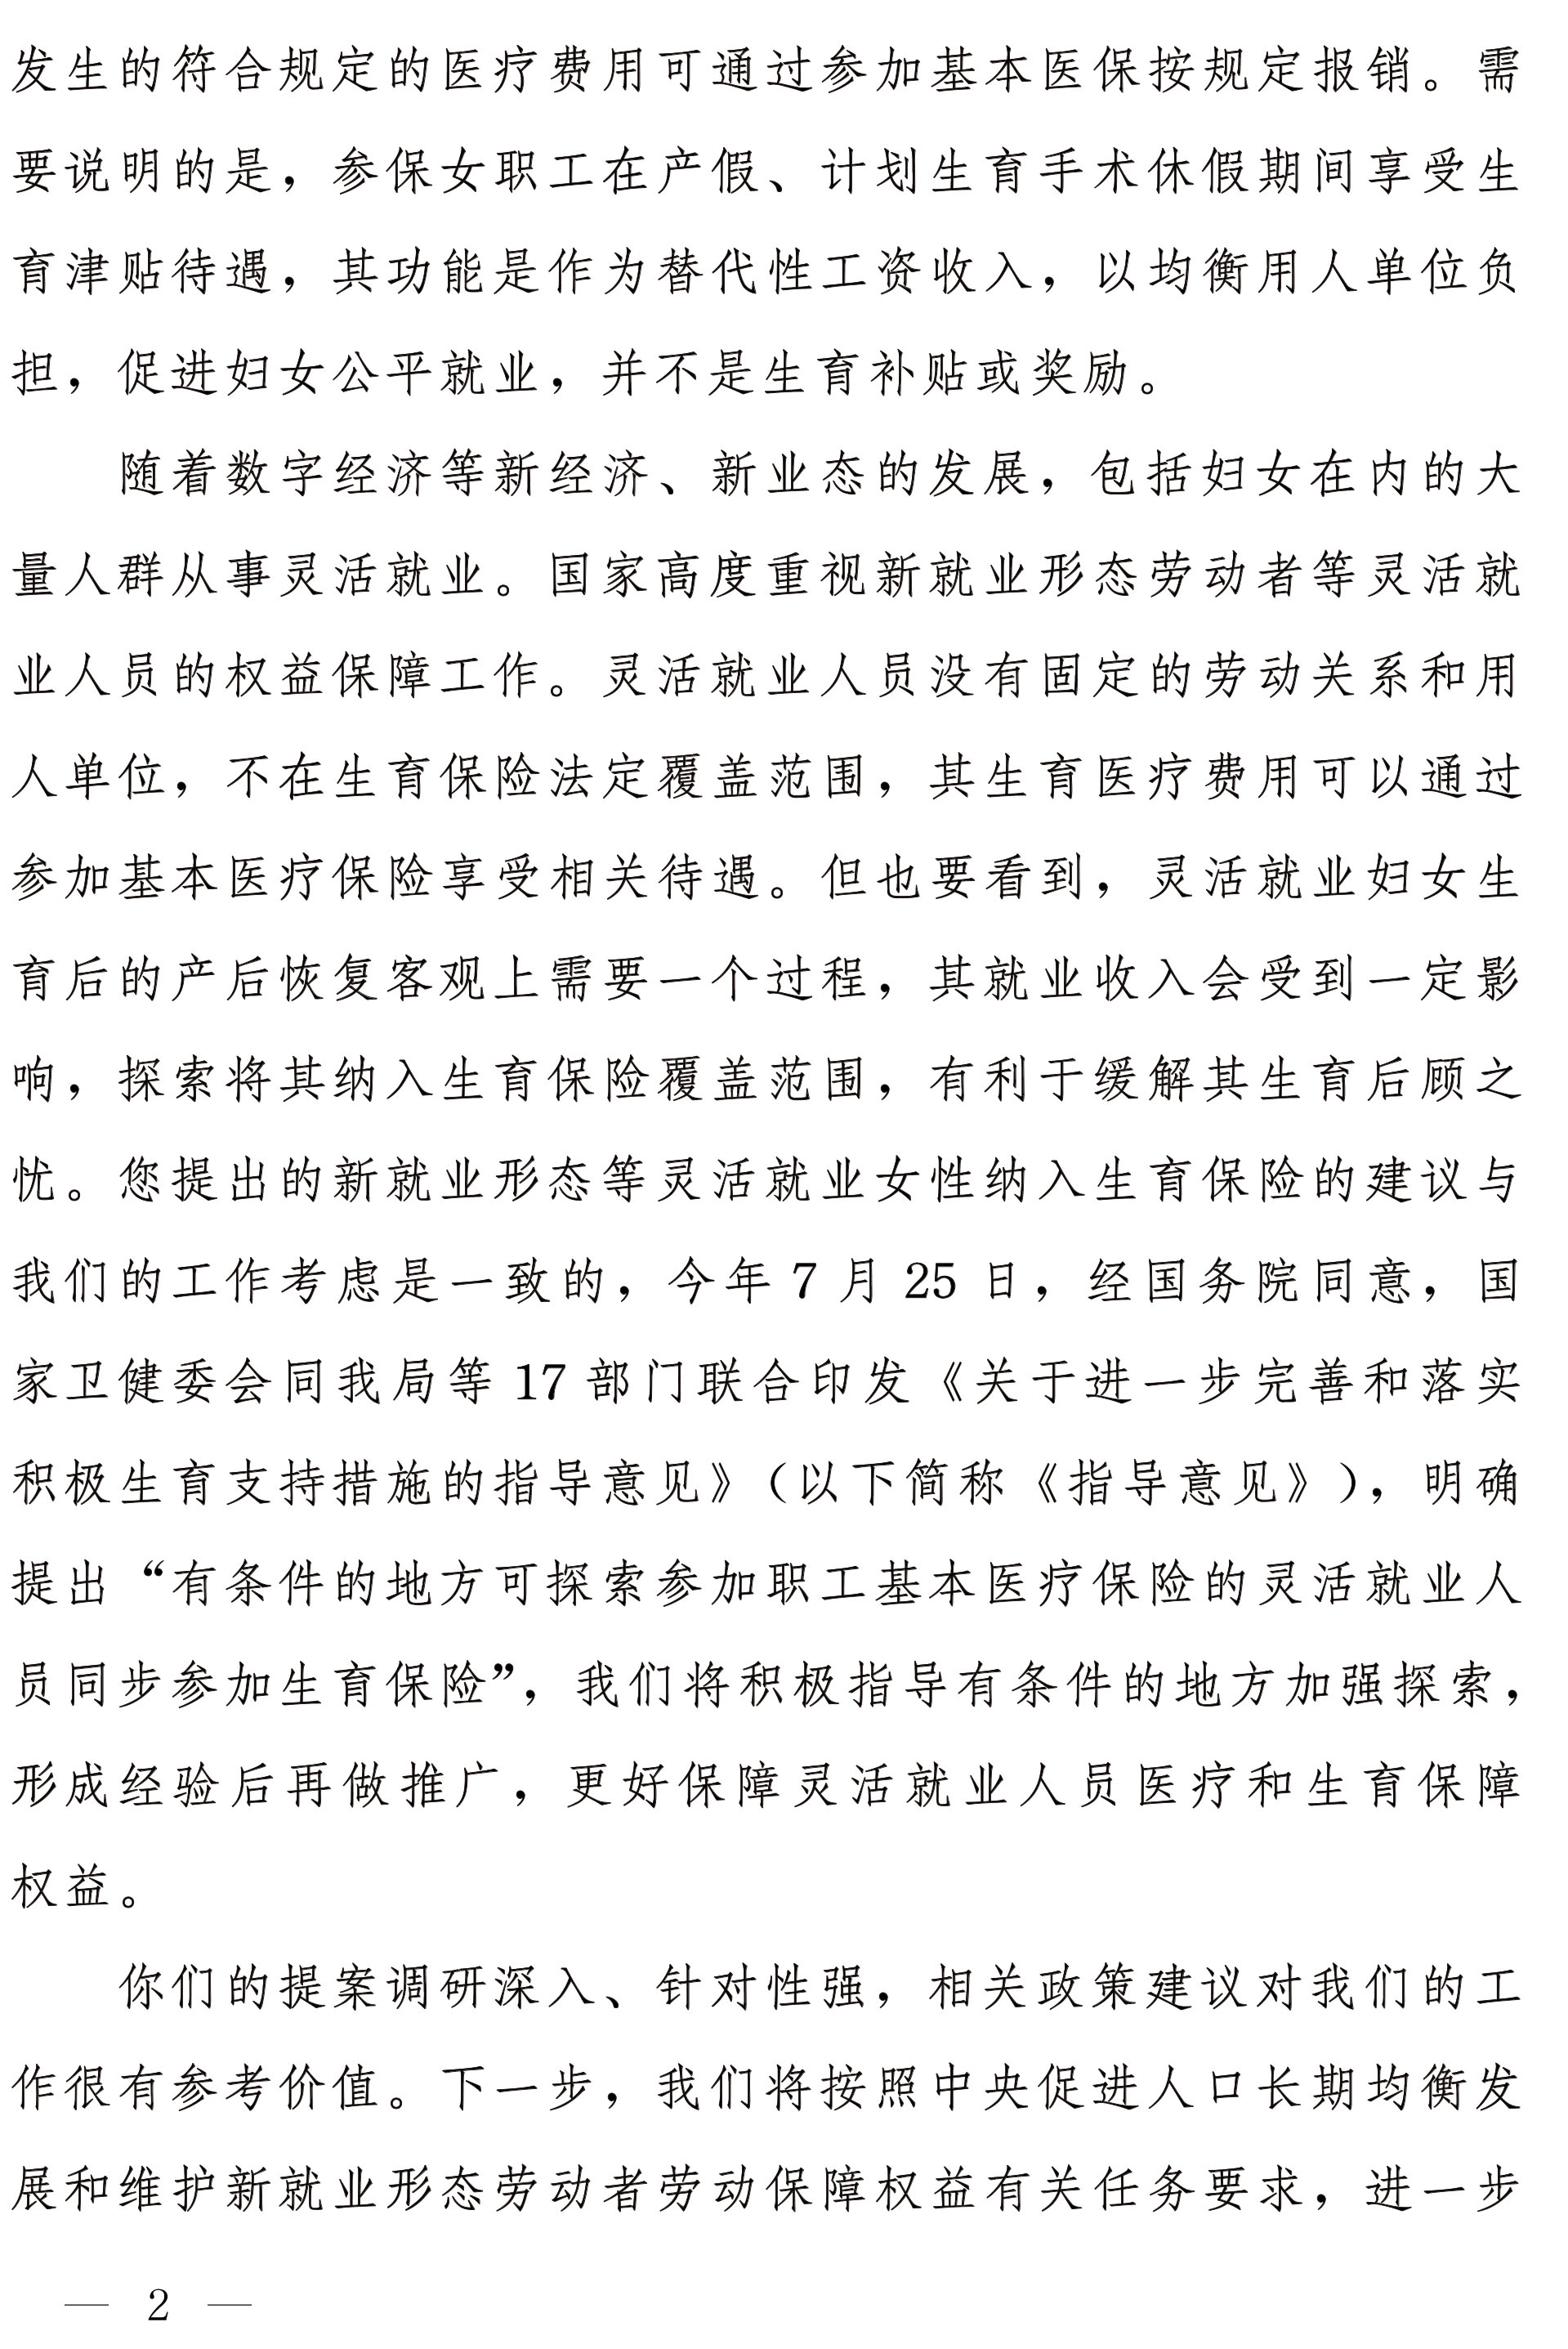 发生的符合规定的医疗费用可通过参加基本医保按规定报销。需
要说明的是，参保女职工在产假、计划生育手术休假期间享受生
育津贴待遇，其功能是作为替代性工资收入，以均衡用人单位负
担，促进妇女公平就业，并不是生育补贴或奖励。
随着数字经济等新经济、新业态的发展，包括妇女在内的大
量人群从事灵活就业。国家高度重视新就业形态劳动者等灵活就
业人员的权益保障工作。灵活就业人员没有固定的劳动关系和用
人单位，不在生育保险法定覆盖范围，其生育医疗费用可以通过
参加基本医疗保险享受相关待遇。但也要看到，灵活就业妇女生
育后的产后恢复客观上需要一个过程，其就业收入会受到一定影
响，探索将其纳入生育保险覆盖范围，有利于缓解其生育后顾之
忧。您提出的新就业形态等灵活就业女性纳入生育保险的建议与
我们的工作考虑是一致的，今年 7 月 25 日，经国务院同意，国
家卫健委会同我局等 17 部门联合印发《关于进一步完善和落实
积极生育支持措施的指导意见》（以下简称《指导意见》），明确
提出“有条件的地方可探索参加职工基本医疗保险的灵活就业人
员同步参加生育保险”，我们将积极指导有条件的地方加强探索，
形成经验后再做推广，更好保障灵活就业人员医疗和生育保障
权益。
你们的提案调研深入、针对性强，相关政策建议对我们的工
作很有参考价值。下一步，我们将按照中央促进人口长期均衡发
展和维护新就业形态劳动者劳动保障权益有关任务要求，进一步
— 2 —